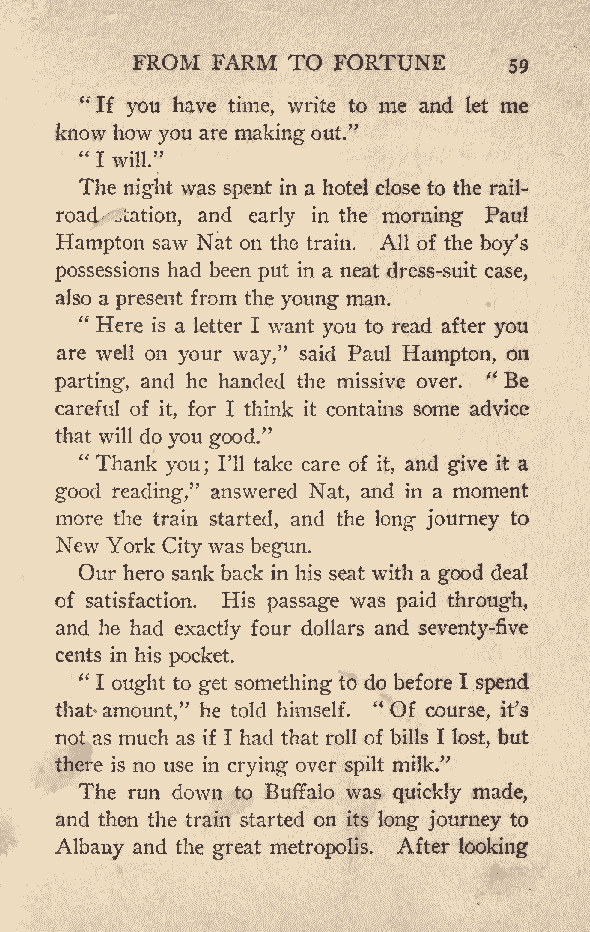 FROM FARM TO FORTUNE 59
“ If you have time, write to me and let me
know how you are making out.”
“ I will.”
The night was spent in a hotel close to the rail-
road station, and early in the morning Paul
Hampton saw Nat on the train. All of the boy’s
possessions had been put in a neat dress-suit case,
also a present from the young man.
“ Here is a letter I want you to read after you
are well on your way,” said Paul Hampton, on
parting, and he handed the missive over. “ Be
careful of it, for I think it contains some advice
that will do you good.”
“ Thank you; I’ll take care of it, and give it a
good reading,” answered Nat, and in a moment
more the train started, and the long journey to
New York City was begun.
Our hero sank back in his seat with a good deal
of satisfaction. His passage was paid through,
and he had exactly four dollars and seventy-five
cents in his pocket.
“ I ought to get something to do before I spend
that amount,” he told himself. “ Of course, it’s
not as much as if I had that roll of bills I lost, but
there is no use in crying over spilt milk.”
The run down to Buffalo was quickly made,
and then the train started on its long journey to
Albany and the great metropolis. After looking